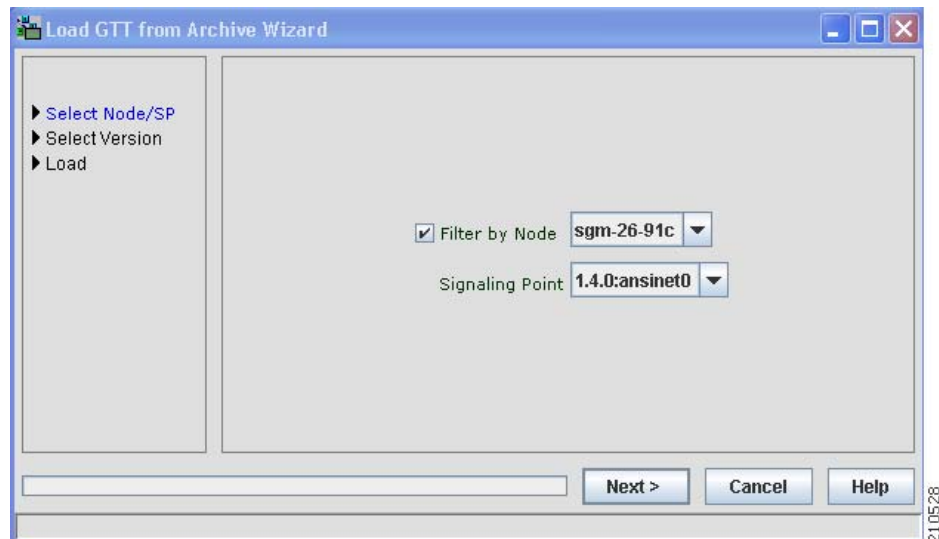 Load GTT from Archive Wizard
Select Node/SP
Select Version
Load
Filter by Node sgm-26-91c
Signaling Point 1.4.0:ansinet0
Next > Cancel Help
210528